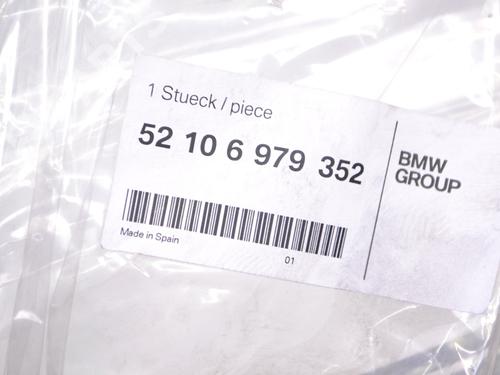 1 Stueck / piece
52 10 6 979 352
BMW
GROUP
Made in Spain
01